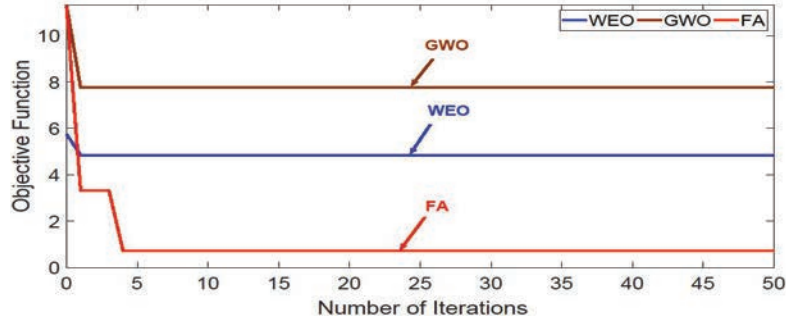 WEO GWO FA
Objective Function
10
8
6
4
2
0
GWO
WEO
FA
0 5 10 15 20 25 30 35 40 45 50
Number of Iterations